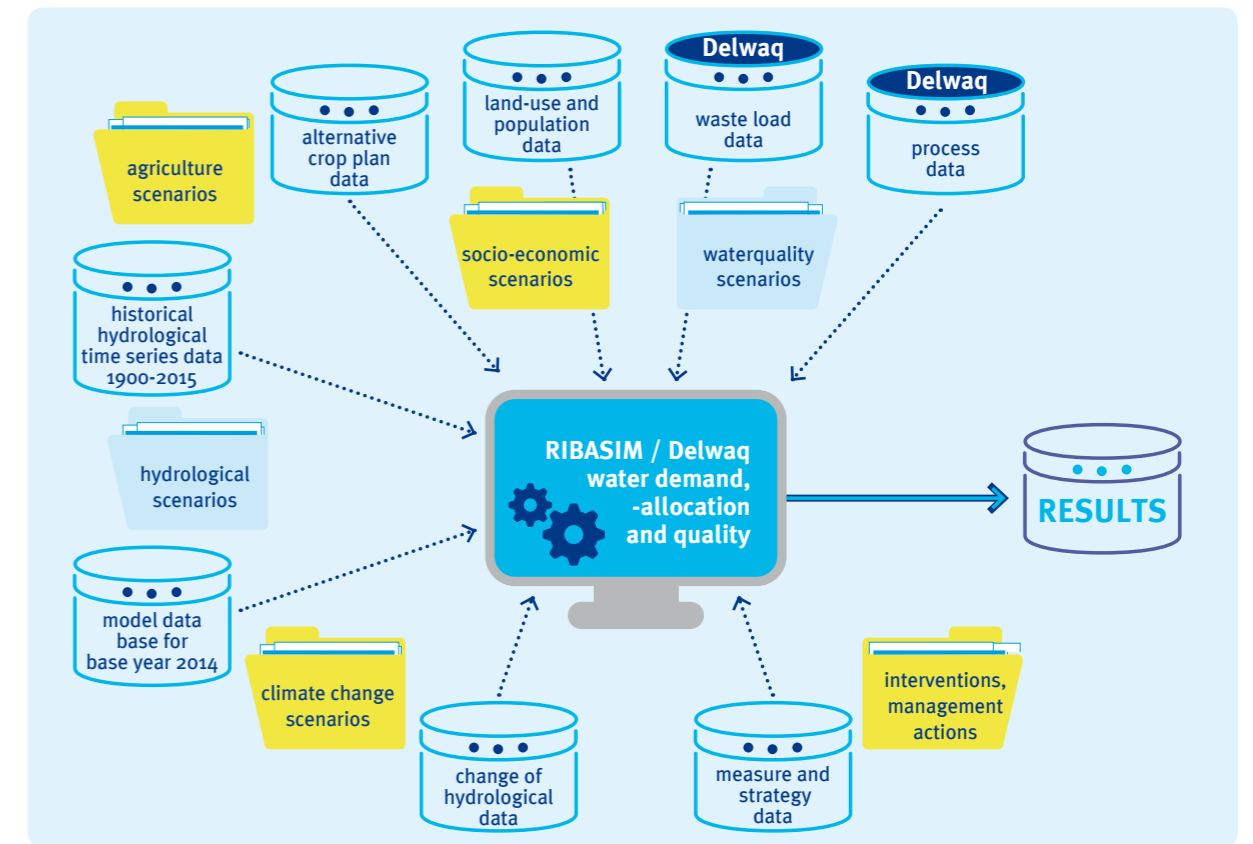 Delwaq
waste load
data
Delwaq
process
data
land-use and
population
data
alternative
crop plan
data
agriculture
scenarios
socio-economic
scenarios
waterquality
scenarios
historical
hydrological
time series data
1900-2015
hydrological
scenarios
RIBASIM / Delwaq
water demand,
-allocation
and quality
RESULTS
model data
base for
base year 2014
climate change
scenarios
change of
hydrological
data
measure and
strategy
data
interventions,
management
actions